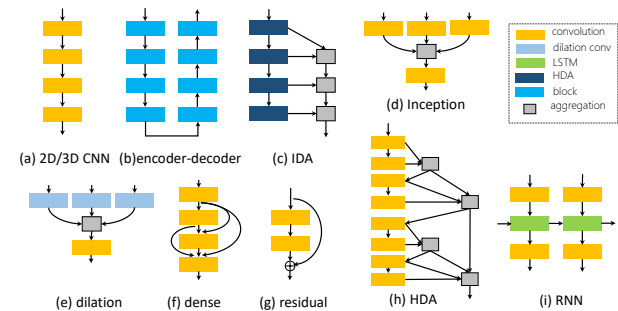 convolution
dilation conv
LSTM
HDA
block
aggregation
(a) 2D/3D CNN
(b)encoder-decoder
(c) IDA
(d) Inception
(e) dilation
(f) dense
(g) residual
(h) HDA
(i) RNN